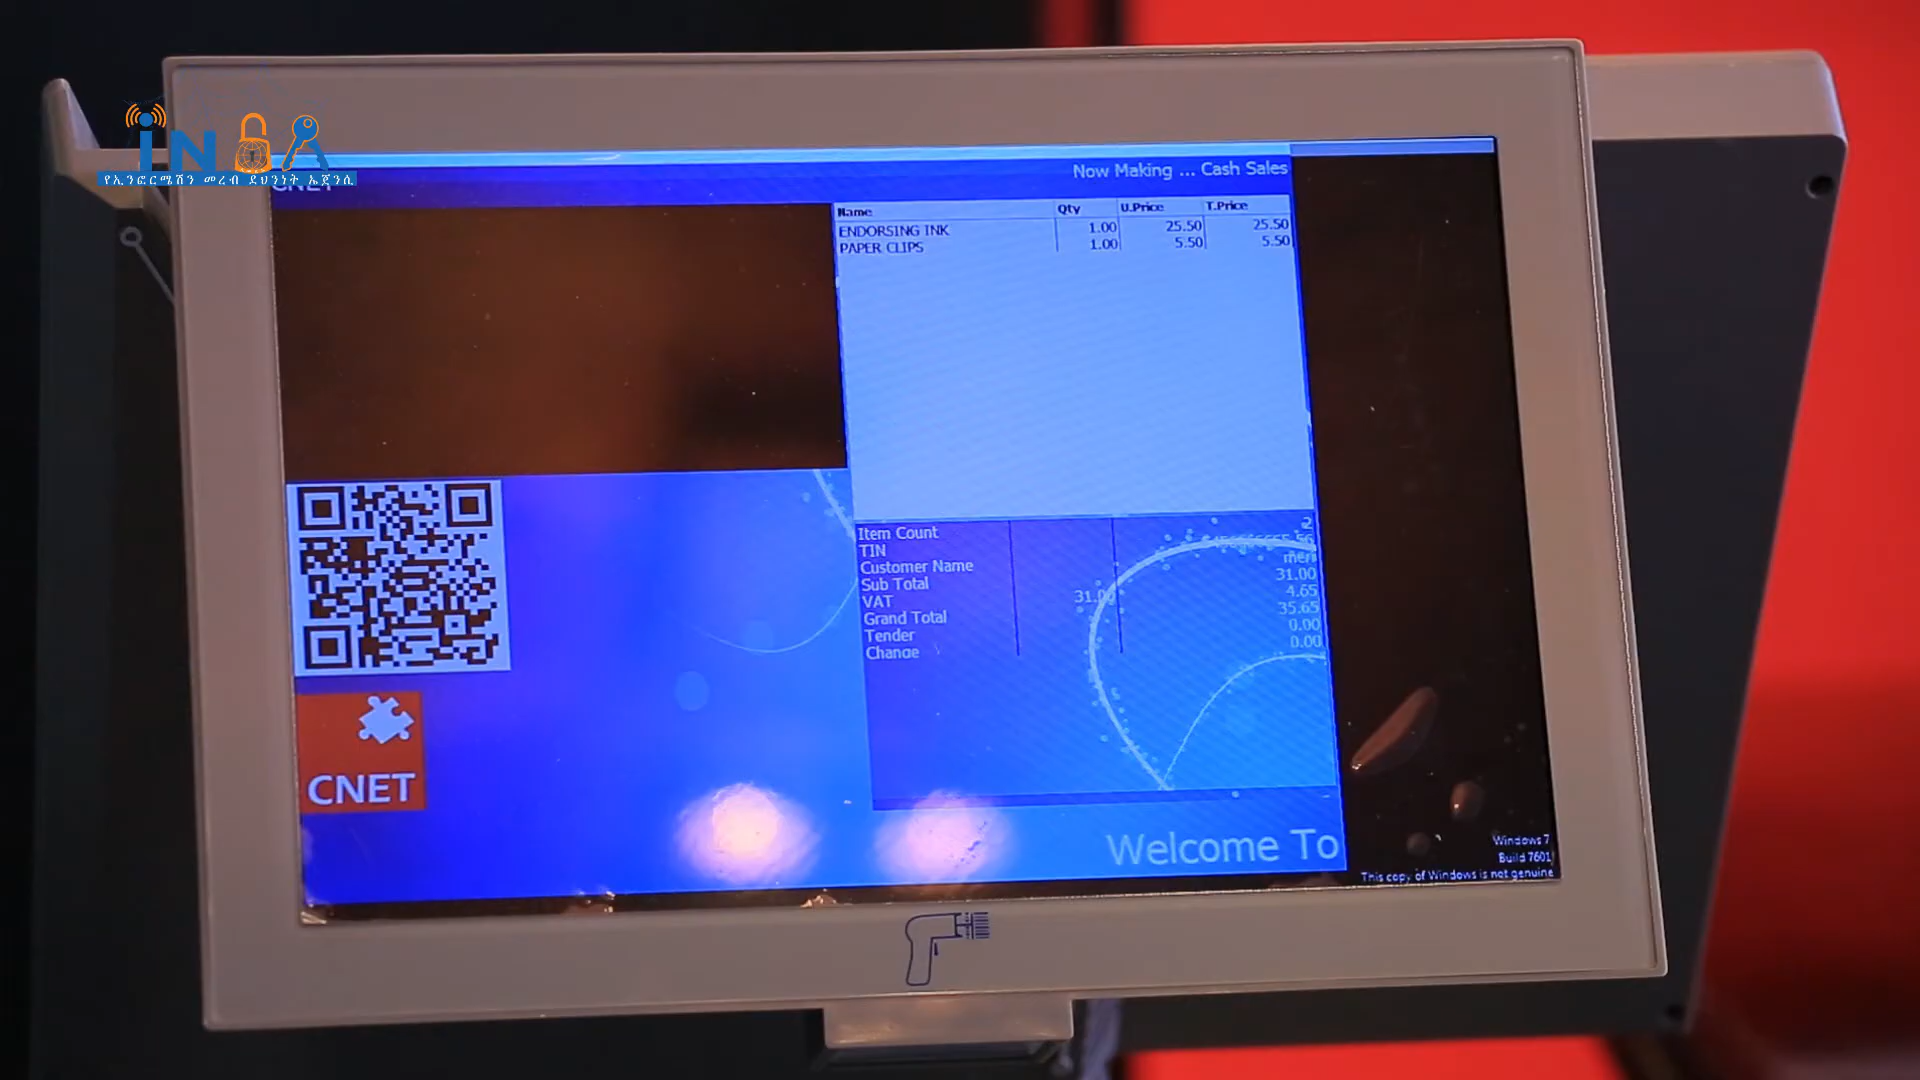 iNSA
የኢንፎርሜሽን መረብ ደህንነት ኤጀንሲ
CNET
Now Making ... Cash Sales
Name Qty U.Price T.Price
ENDORSING INK 1.00 25.50 25.50
PAPER CLIPS 1.00 5.50 5.50
Item Count 2
TIN
Customer Name meri
Sub Total 31.00
VAT 31.00 4.65
Grand Total 35.65
Tender 0.00
Change 0.00
CNET
Welcome To
Windows 7
Build 7601
This copy of Windows is not genuine